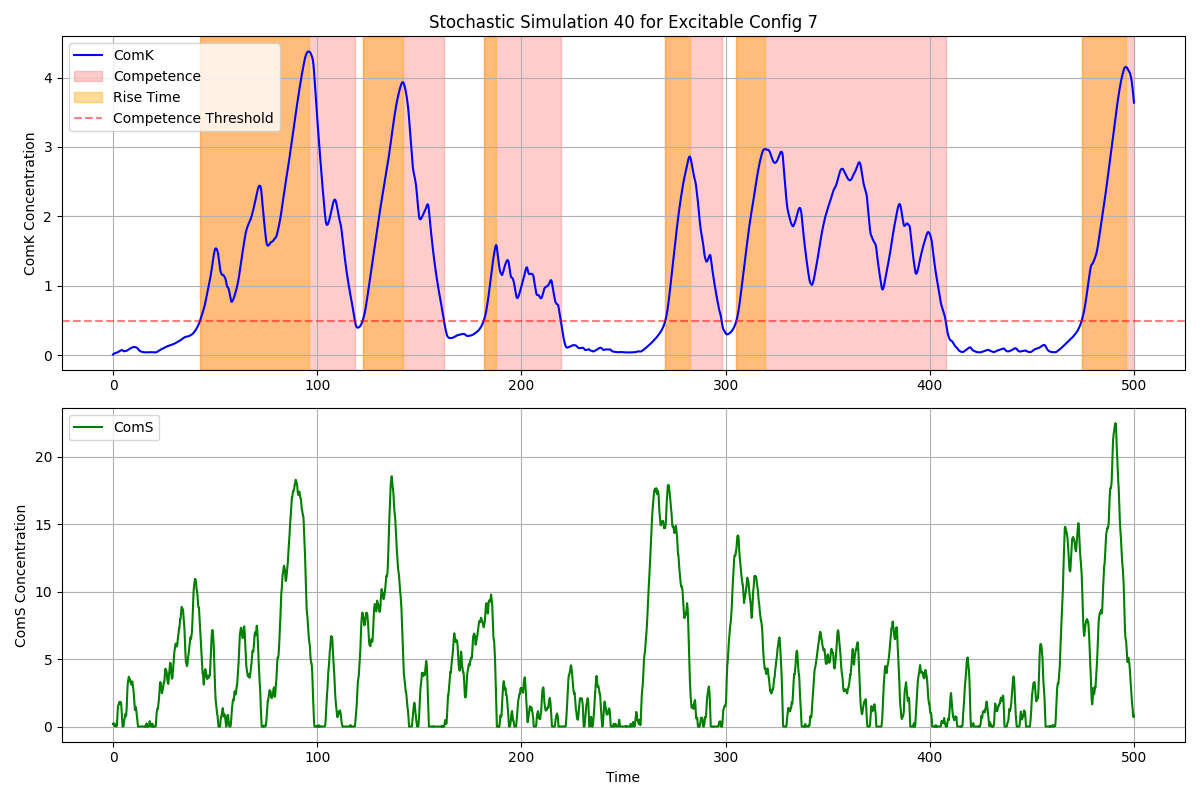 Stochastic Simulation 40 for Excitable Config 7
ComK
Competence
Rise Time
Competence Threshold
ComK Concentration
4
3
2
1
0
0 100 200 300 400 500
ComS
ComS Concentration
20
15
10
5
0
0 100 200 300 400 500
Time